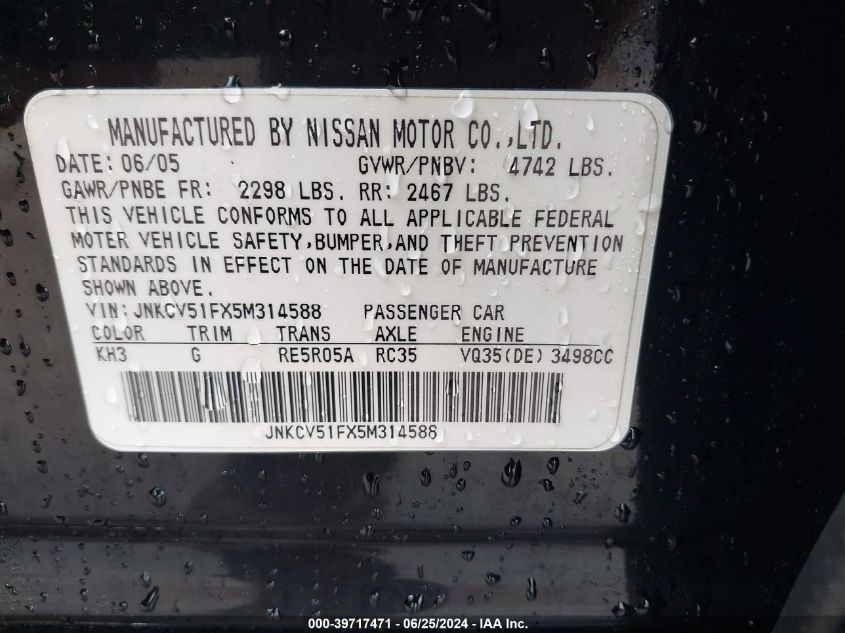 MANUFACTURED BY NISSAN MOTOR CO.,LTD.
DATE: 06/05 GVWR/PNBV: 4742 LBS.
GAWR/PNBE FR: 2298 LBS. RR: 2467 LBS.
THIS VEHICLE CONFORMS TO ALL APPLICABLE FEDERAL
MOTER VEHICLE SAFETY,BUMPER,AND THEFT PREVENTION
STANDARDS IN EFFECT ON THE DATE OF MANUFACTURE
SHOWN ABOVE.
VIN: JNKCV51FX5M314588 PASSENGER CAR
COLOR TRIM TRANS AXLE ENGINE
KH3 G RE5R05A RC35 VQ35(DE) 3498CC
JNKCV51FX5M314588
000-39717471 - 06/25/2024 - IAA Inc.